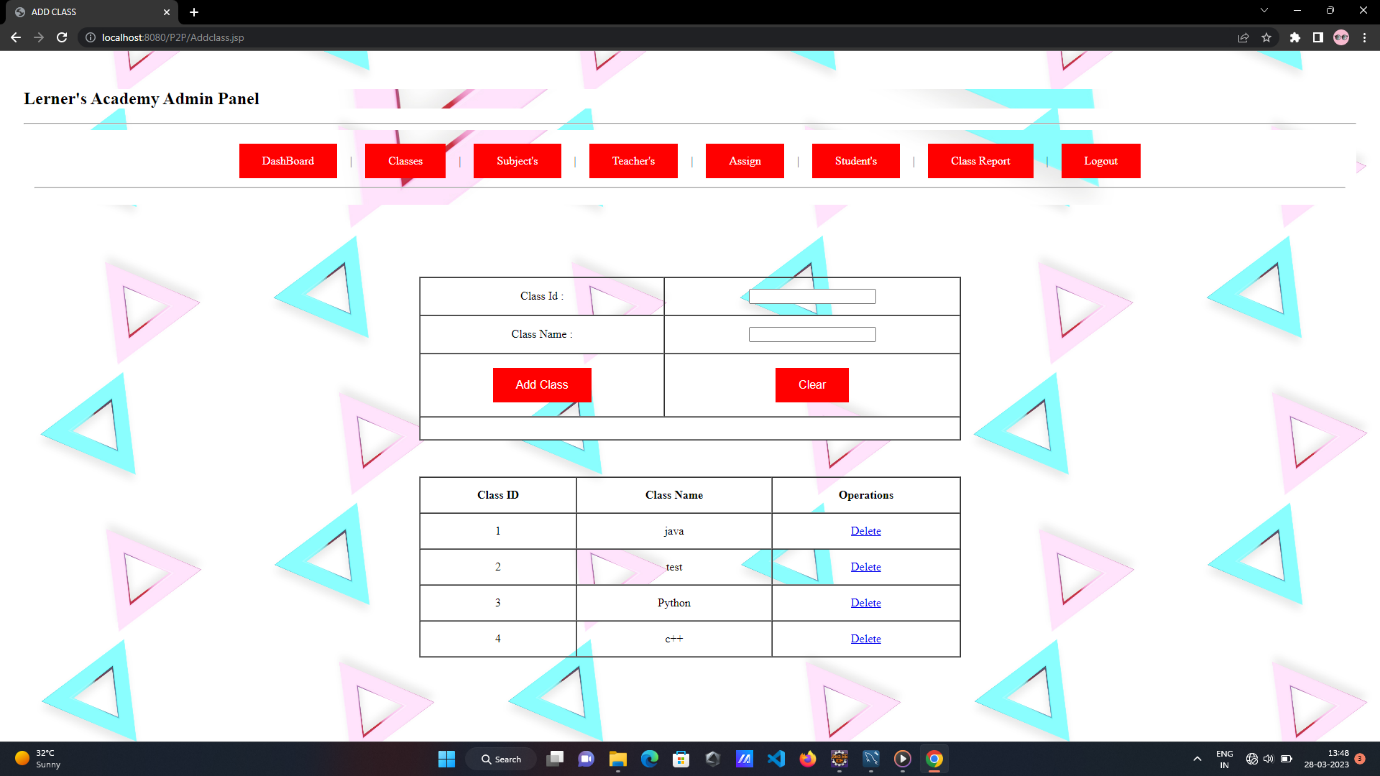 ADD CLASS
localhost:8080/P2P/Addclass.jsp
Lerner's Academy Admin Panel
DashBoard | Classes | Subject's | Teacher's | Assign | Student's | Class Report | Logout
Class Id :
Class Name :
Add Class Clear
Class ID Class Name Operations
1 java Delete
2 test Delete
3 Python Delete
4 c++ Delete
32°C
Sunny
Search
ENG
IN
13:48
28-03-2023
3